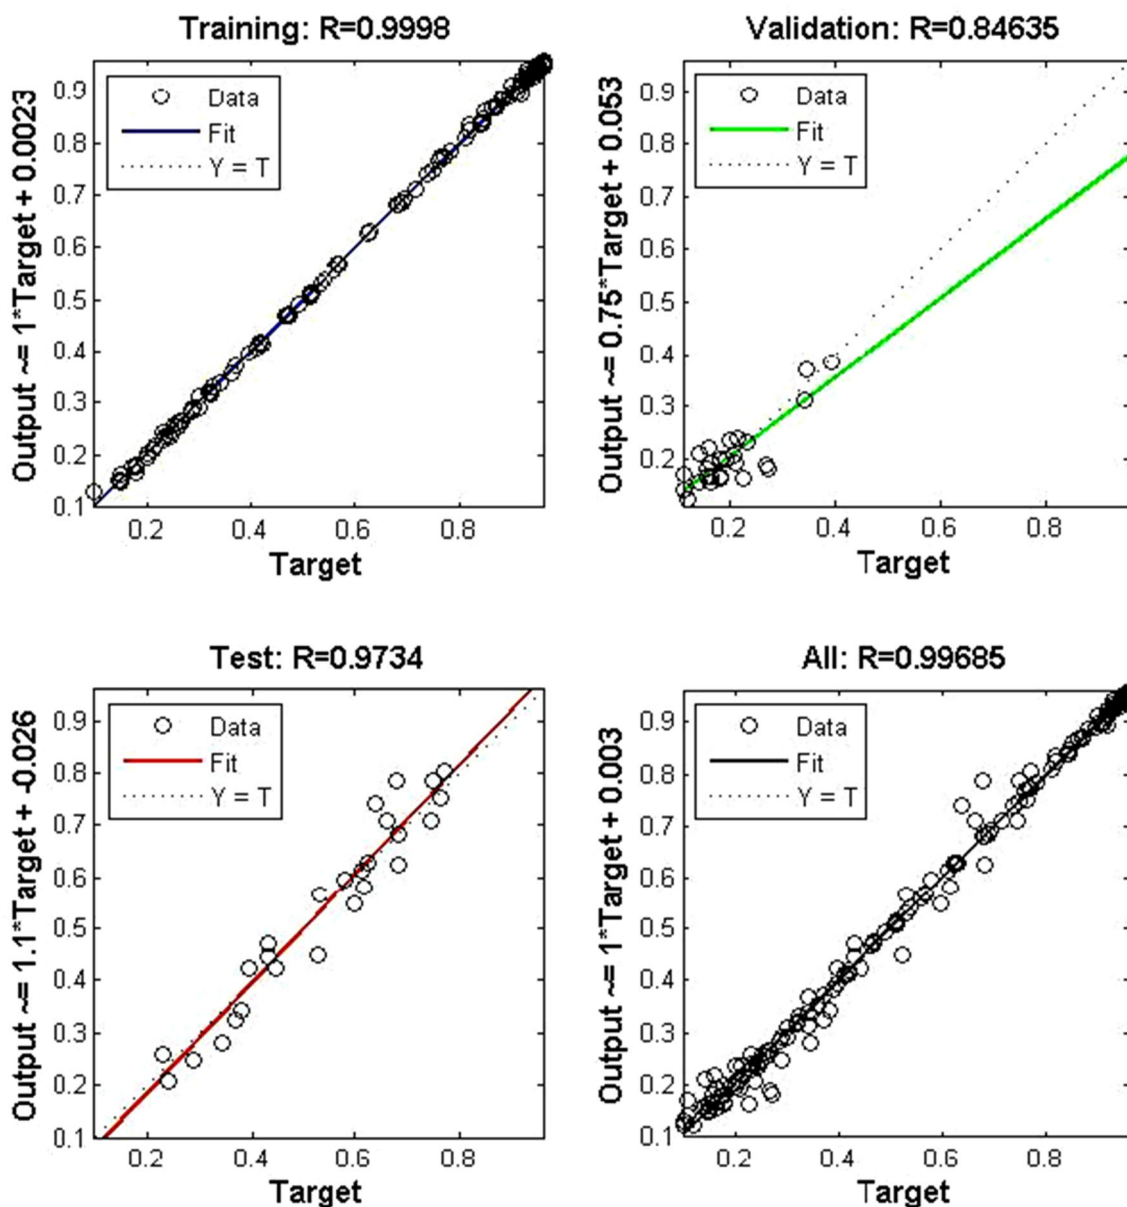 Training: R=0.9998
Output ~= 1*Target + 0.0023
0.9
0.8
0.7
0.6
0.5
0.4
0.3
0.2
0.1
Data
Fit
Y = T
0.2 0.4 0.6 0.8
Target
Validation: R=0.84635
Output ~= 0.75*Target + 0.053
0.9
0.8
0.7
0.6
0.5
0.4
0.3
0.2
Data
Fit
Y = T
0.2 0.4 0.6 0.8
Target
Test: R=0.9734
Output ~= 1.1*Target + -0.026
0.9
0.8
0.7
0.6
0.5
0.4
0.3
0.2
0.1
Data
Fit
Y = T
0.2 0.4 0.6 0.8
Target
All: R=0.99685
Output ~= 1*Target + 0.003
0.9
0.8
0.7
0.6
0.5
0.4
0.3
0.2
0.1
Data
Fit
Y = T
0.2 0.4 0.6 0.8
Target